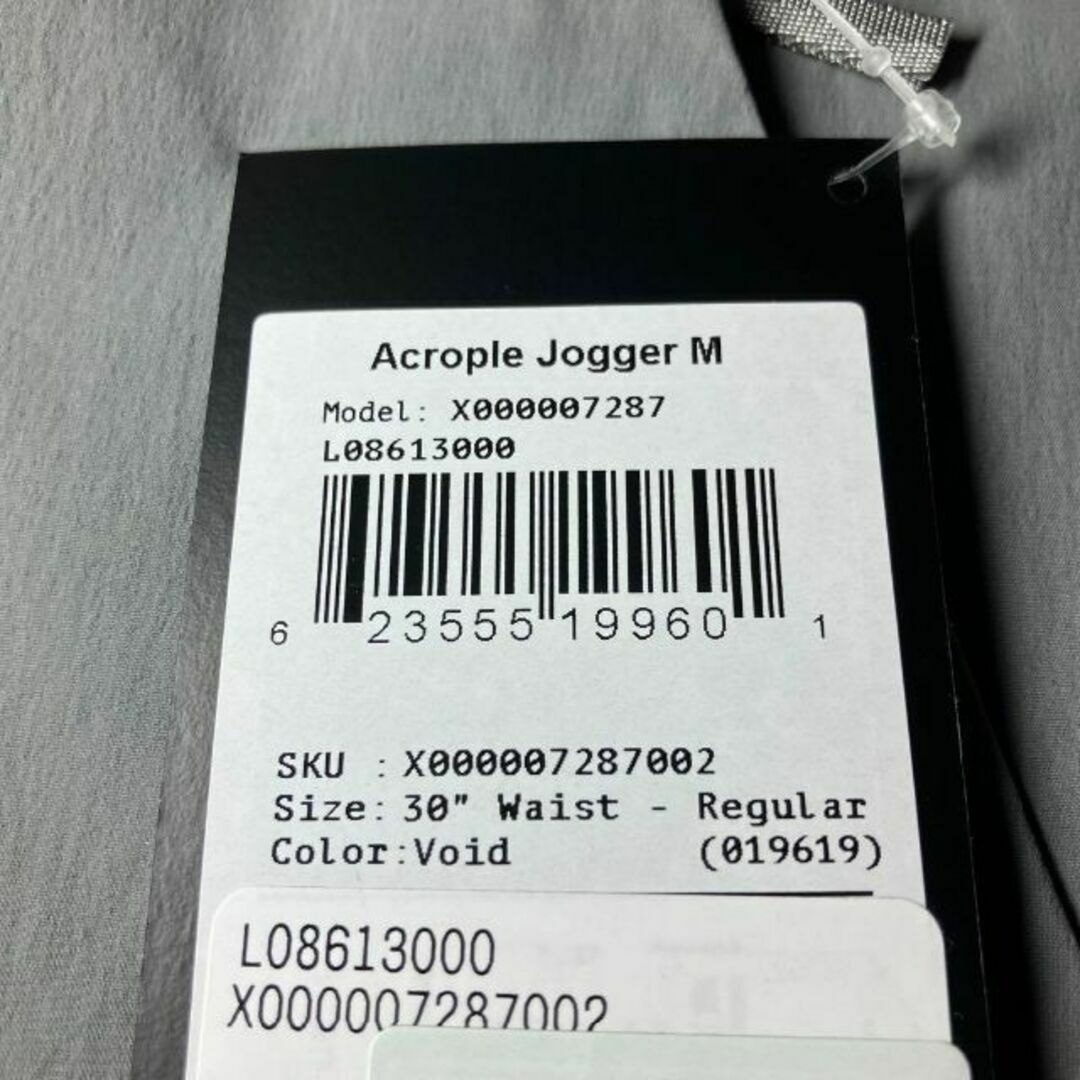 Acrople Jogger M
Model: X000007287
L08613000
6 23555 19960 1
SKU : X000007287002
Size: 30" Waist - Regular
Color:Void (019619)
L08613000
X000007287002